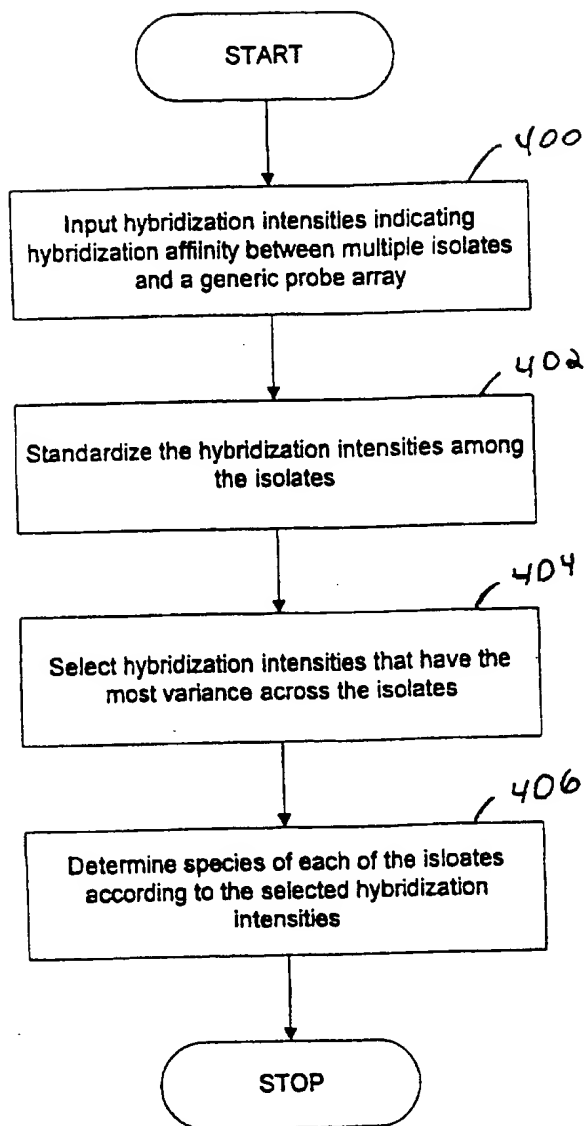 START
400
Input hybridization intensities indicating
hybridization affilnity between multiple isolates
and a generic probe array
402
Standardize the hybridization intensities among
the isolates
404
Select hybridization intensities that have the
most variance across the isolates
406
Determine species of each of the isloates
according to the selected hybridization
intensities
STOP